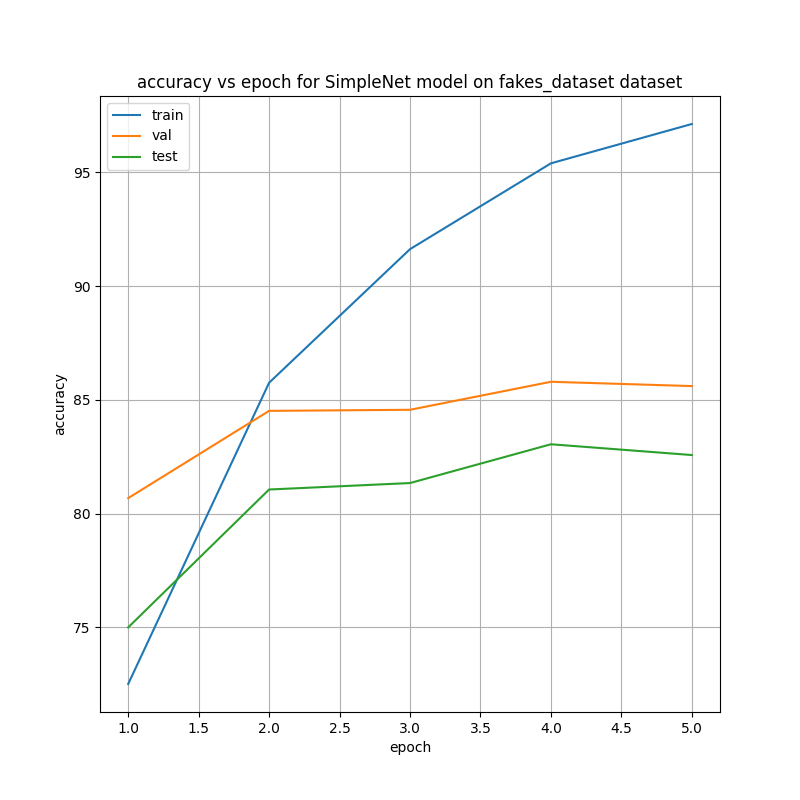 accuracy vs epoch for SimpleNet model on fakes_dataset dataset
train
val
test
95
90
85
80
75
accuracy
1.0 1.5 2.0 2.5 3.0 3.5 4.0 4.5 5.0
epoch